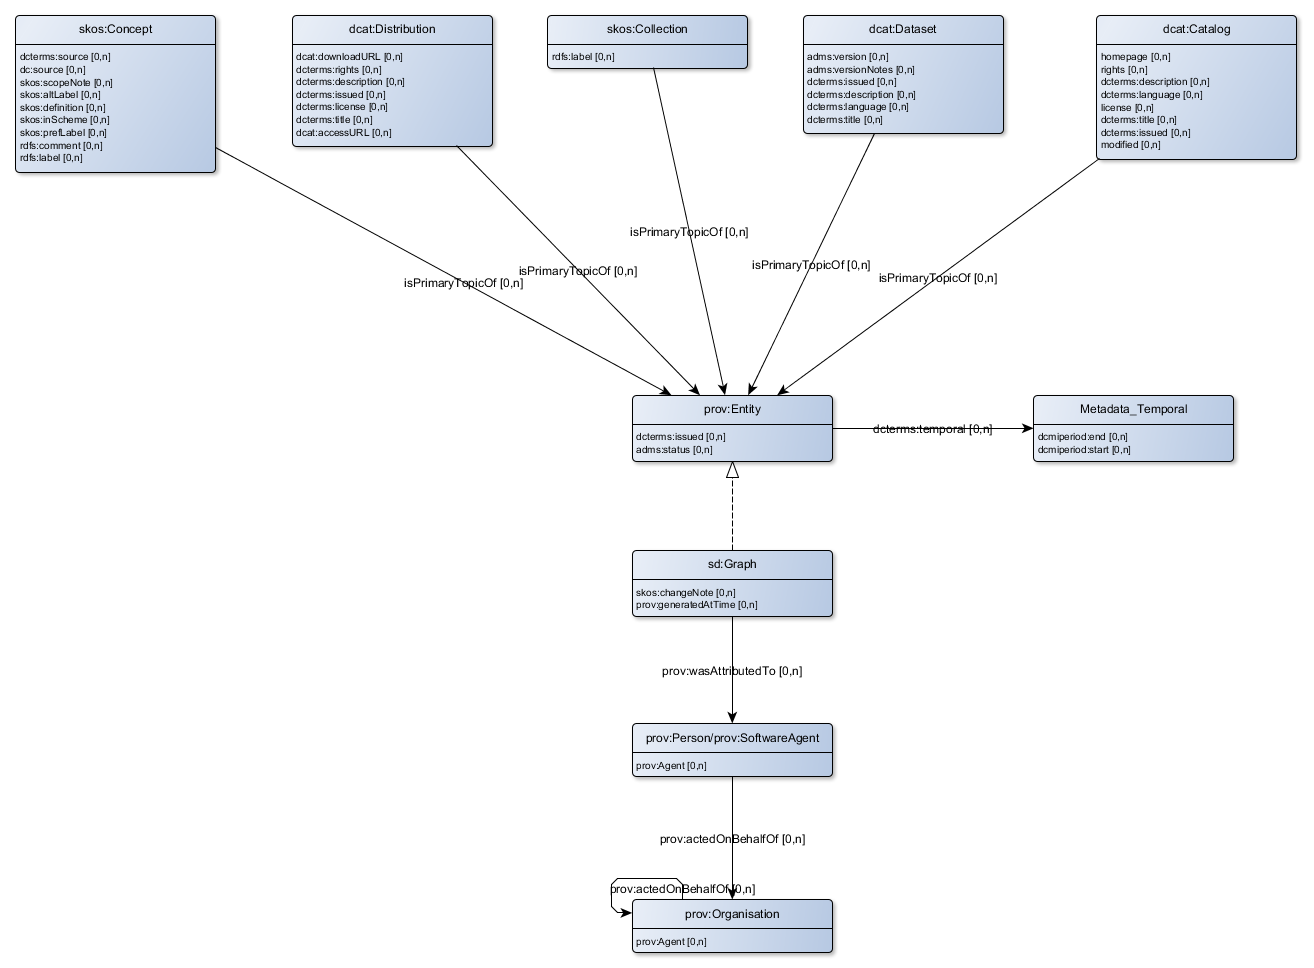 skos:Concept
dcterms:source [0,n]
dc:source [0,n]
skos:scopeNote [0,n]
skos:altLabel [0,n]
skos:definition [0,n]
skos:inScheme [0,n]
skos:prefLabel [0,n]
rdfs:comment [0,n]
rdfs:label [0,n]
dcat:Distribution
dcat:downloadURL [0,n]
dcterms:rights [0,n]
dcterms:description [0,n]
dcterms:issued [0,n]
dcterms:license [0,n]
dcterms:title [0,n]
dcat:accessURL [0,n]
skos:Collection
rdfs:label [0,n]
dcat:Dataset
adms:version [0,n]
adms:versionNotes [0,n]
dcterms:issued [0,n]
dcterms:description [0,n]
dcterms:language [0,n]
dcterms:title [0,n]
dcat:Catalog
homepage [0,n]
rights [0,n]
dcterms:description [0,n]
dcterms:language [0,n]
license [0,n]
dcterms:title [0,n]
dcterms:issued [0,n]
modified [0,n]
isPrimaryTopicOf [0,n]
isPrimaryTopicOf [0,n]
isPrimaryTopicOf [0,n]
isPrimaryTopicOf [0,n]
isPrimaryTopicOf [0,n]
prov:Entity
dcterms:issued [0,n]
adms:status [0,n]
dcterms:temporal [0,n]
Metadata_Temporal
dcmiperiod:end [0,n]
dcmiperiod:start [0,n]
sd:Graph
skos:changeNote [0,n]
prov:generatedAtTime [0,n]
prov:wasAttributedTo [0,n]
prov:Person/prov:SoftwareAgent
prov:Agent [0,n]
prov:actedOnBehalfOf [0,n]
prov:actedOnBehalfOf [0,n]
prov:Organisation
prov:Agent [0,n]